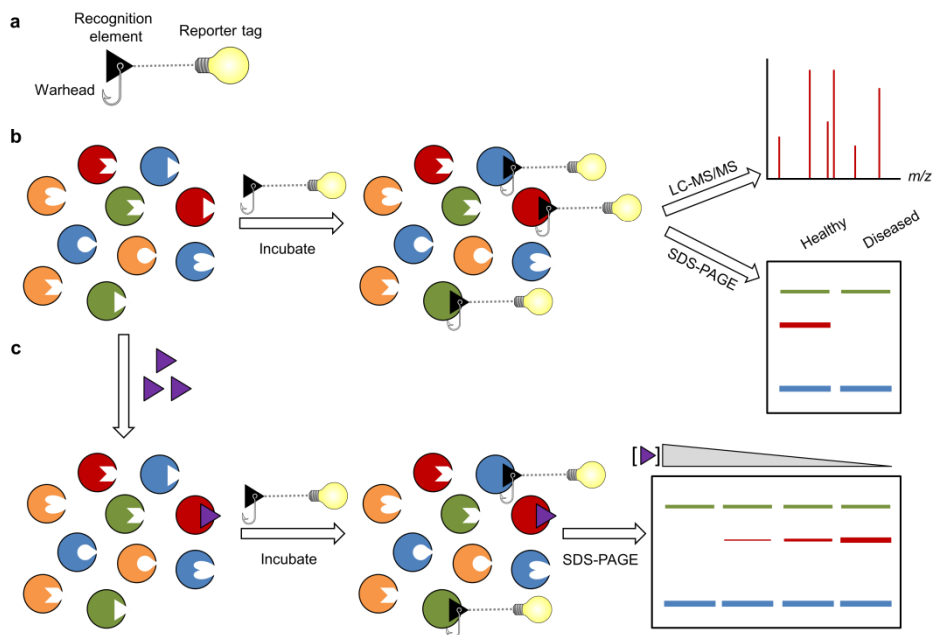 a
Recognition
element
Reporter tag
Warhead
b
Incubate
LC-MS/MS
m/z
SDS-PAGE
Healthy
Diseased
c
Incubate
SDS-PAGE
[ ]